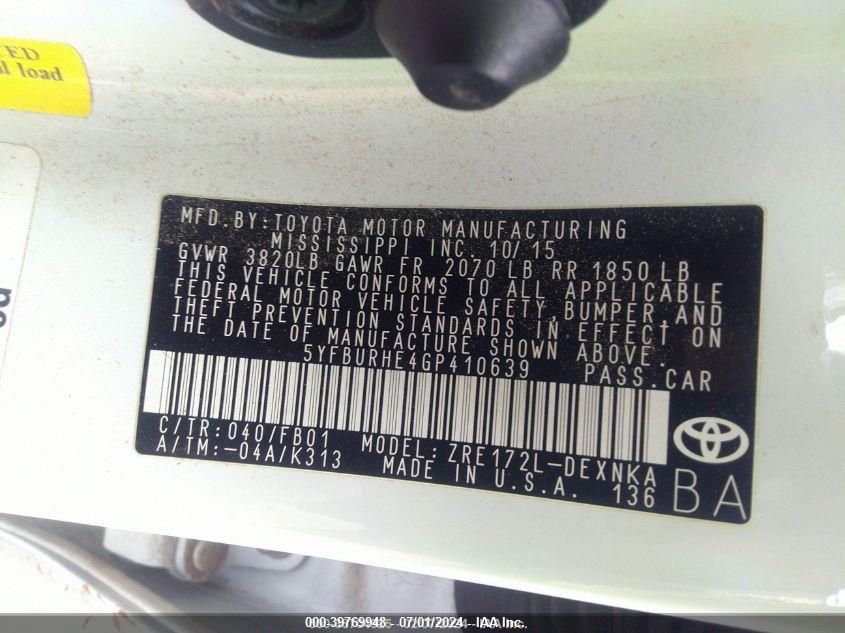 ED
l load
MFD. BY: TOYOTA MOTOR MANUFACTURING
MISSISSIPPI INC. 10/15
GVWR 3820LB GAWR FR 2070 LB RR 1850 LB
THIS VEHICLE CONFORMS TO ALL APPLICABLE
FEDERAL MOTOR VEHICLE SAFETY, BUMPER, AND
THEFT PREVENTION STANDARDS IN EFFECT ON
THE DATE OF MANUFACTURE SHOWN ABOVE.
5YFBURHE4GP410639 PASS.CAR
C/TR: 040/FB01 MODEL: ZRE172L-DEXNKA
A/TM:-04A/K313 MADE IN U.S.A. 136 BA
000-39769948 - 07/01/2024 - IAA Inc.